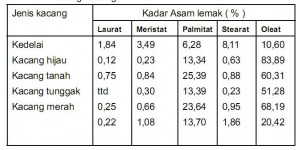 Jenis kacang Kadar Asam lemak ( % )
Laurat Meristat Palmitat Stearat Oleat
Kedelai 1,84 3,49 6,28 8,11 10,60
Kacang hijau 0,12 0,23 13,34 0,63 83,89
Kacang tanah 0,75 0,84 25,39 0,88 60,31
Kacang tunggak ttd 0,30 13,39 0,23 51,28
Kacang merah 0,25 0,66 23,64 0,95 68,19
0,22 1,08 13,70 1,86 20,42